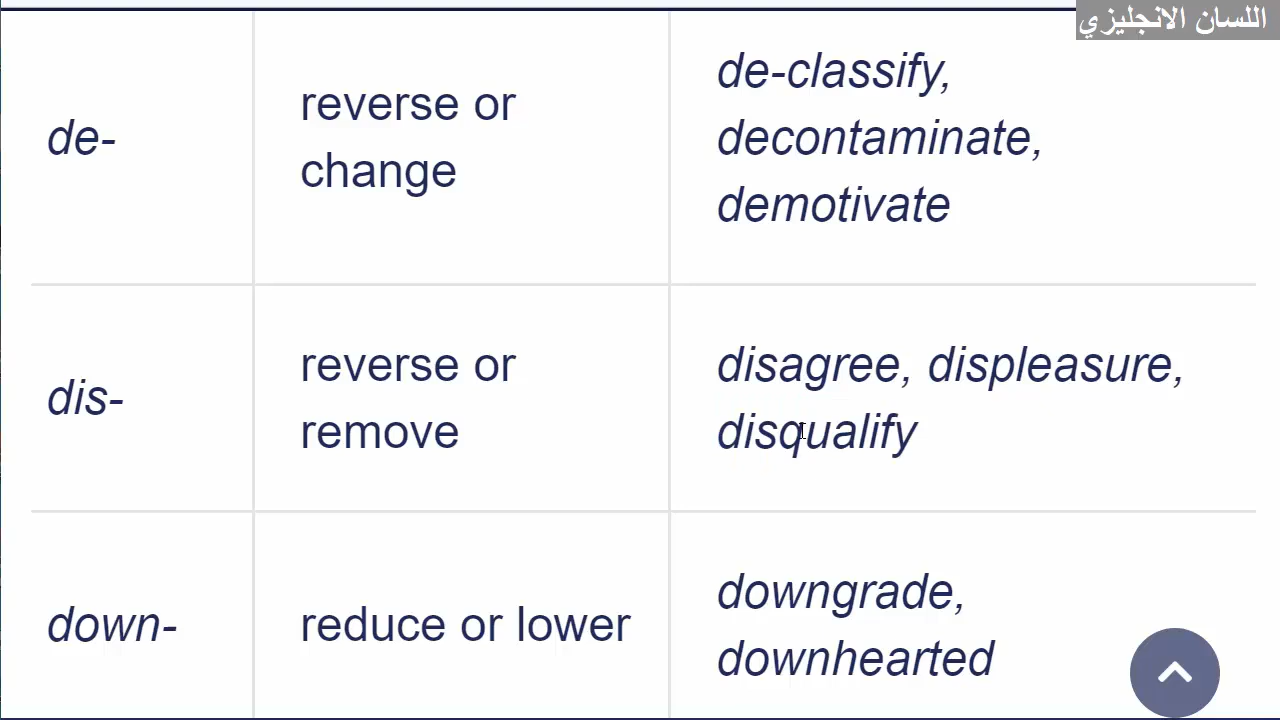 اللسان الانجليزي
de-
reverse or
change
de-classify,
decontaminate,
demotivate
dis-
reverse or
remove
disagree, displeasure,
disqualify
down-
reduce or lower
downgrade,
downhearted